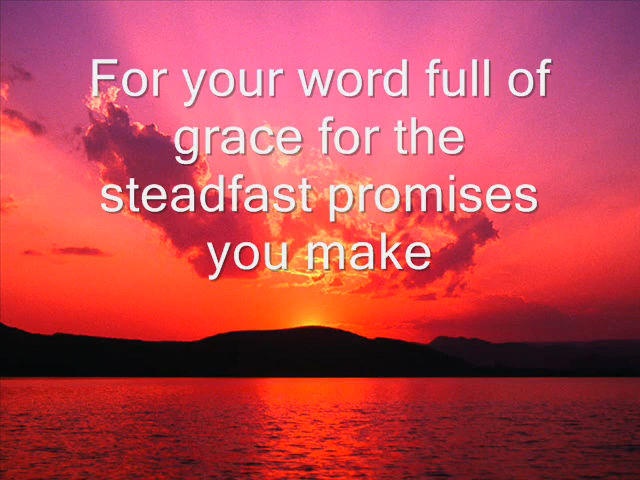 For your word full of
grace for the
steadfast promises
you make